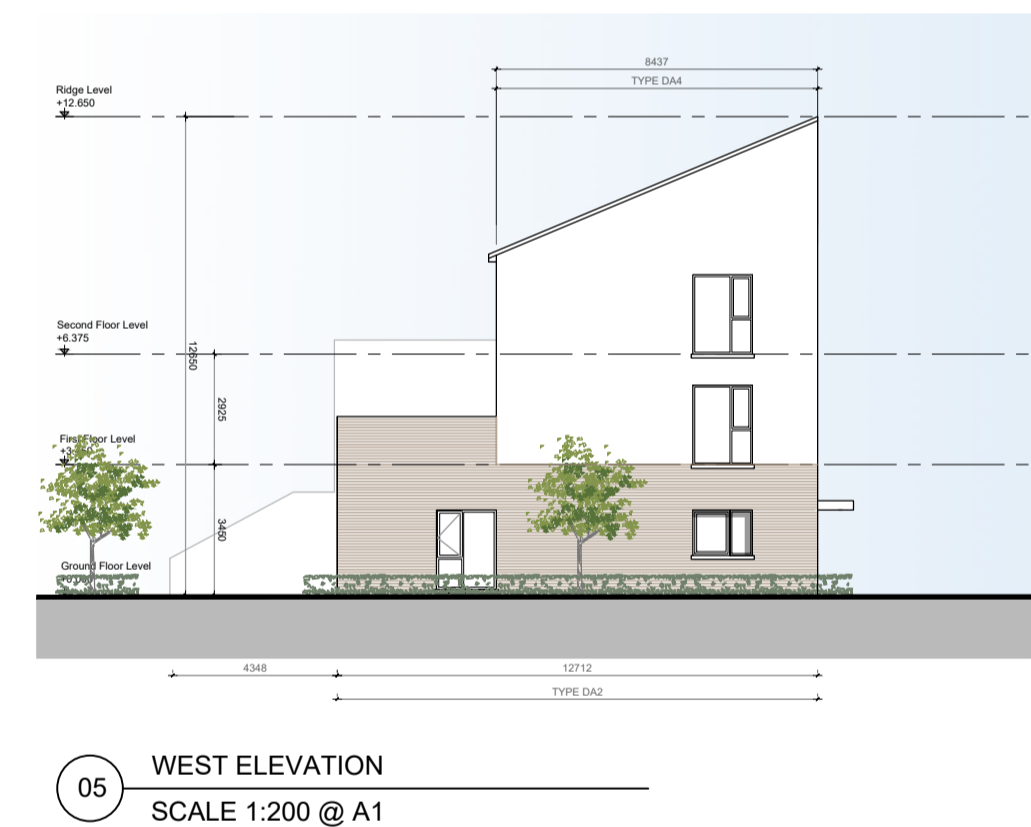 8437
TYPE DA4
Ridge Level
+12.650
Second Floor Level
+6.375
12650
2925
First Floor Level
3450
Ground Floor Level
4348
12712
TYPE DA2
05
WEST ELEVATION
SCALE 1:200 @ A1